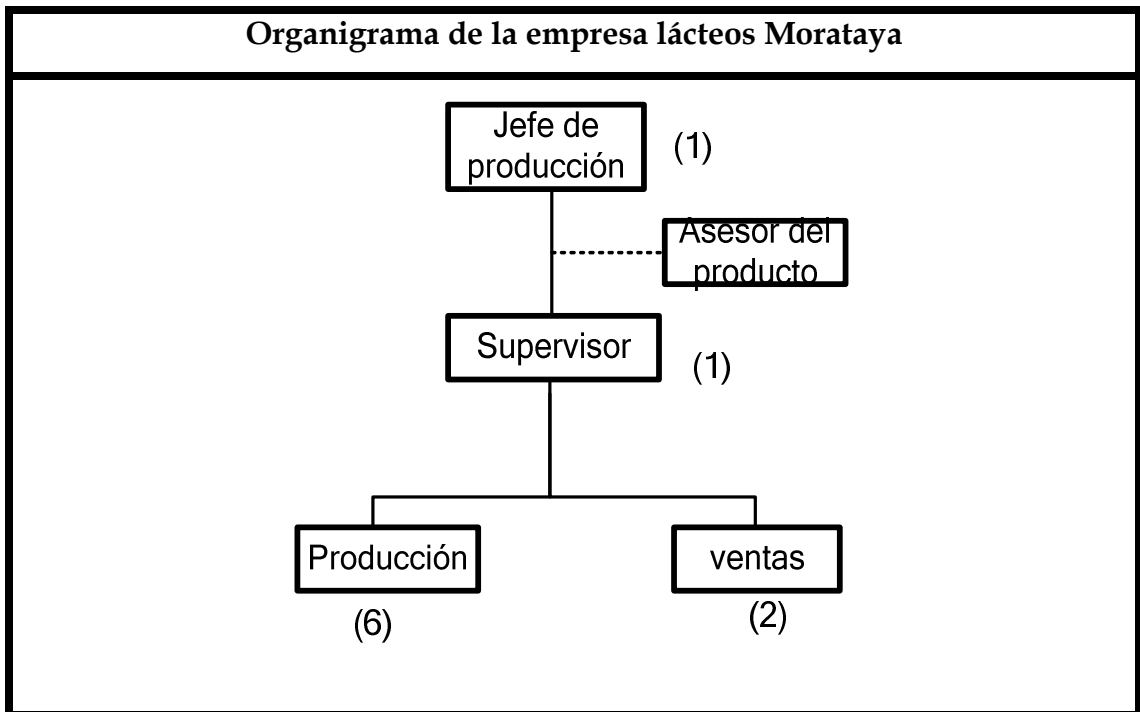 Organigrama de la empresa lácteos Morataya
Jefe de
producción
(1)
Asesor del
producto
Supervisor
(1)
Producción
(6)
ventas
(2)